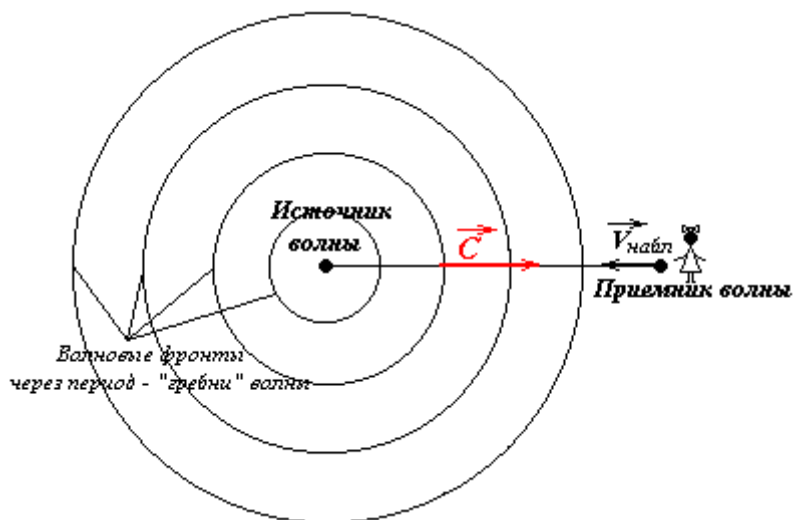 Источник
волны
C
Vнабл
Приемник волны
Волновые фронты
через период - "гребни" волны